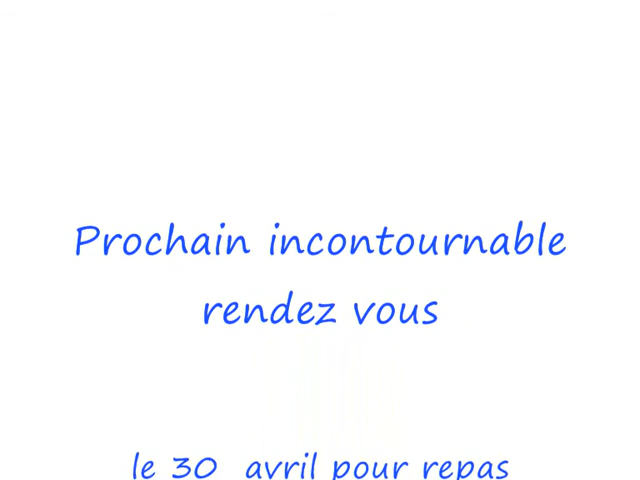 Prochain incontournable
rendez vous
le 30 avril pour repas